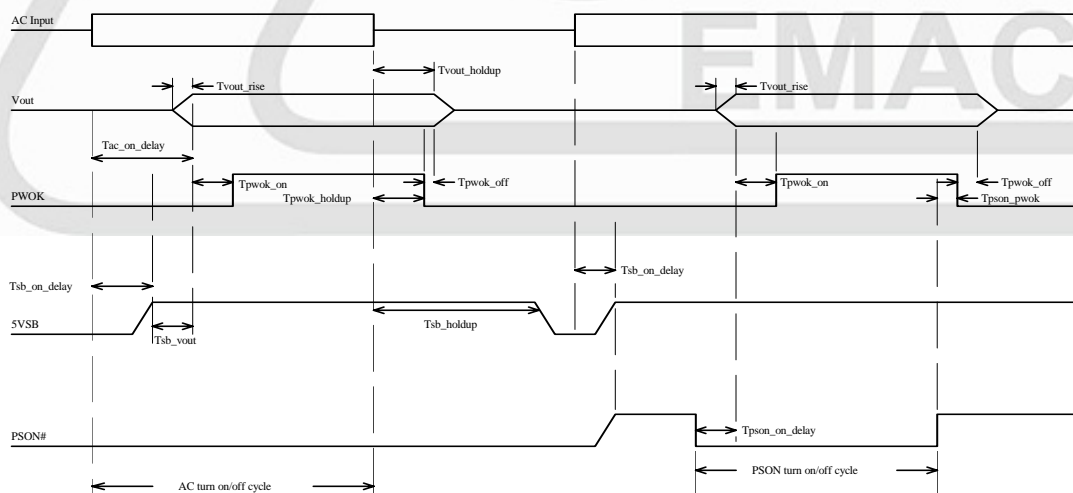 AC Input
EMAC
Tvout_holdup
Tvout_rise
Tvout_rise
Vout
Tac_on_delay
Tpwok_on
Tpwok_off
Tpwok_on
Tpwok_off
PWOK
Tpwok_holdup
Tpson_pwok
Tsb_on_delay
Tsb_on_delay
5VSB
Tsb_holdup
Tsb_vout
PSON#
Tpson_on_delay
AC turn on/off cycle
PSON turn on/off cycle